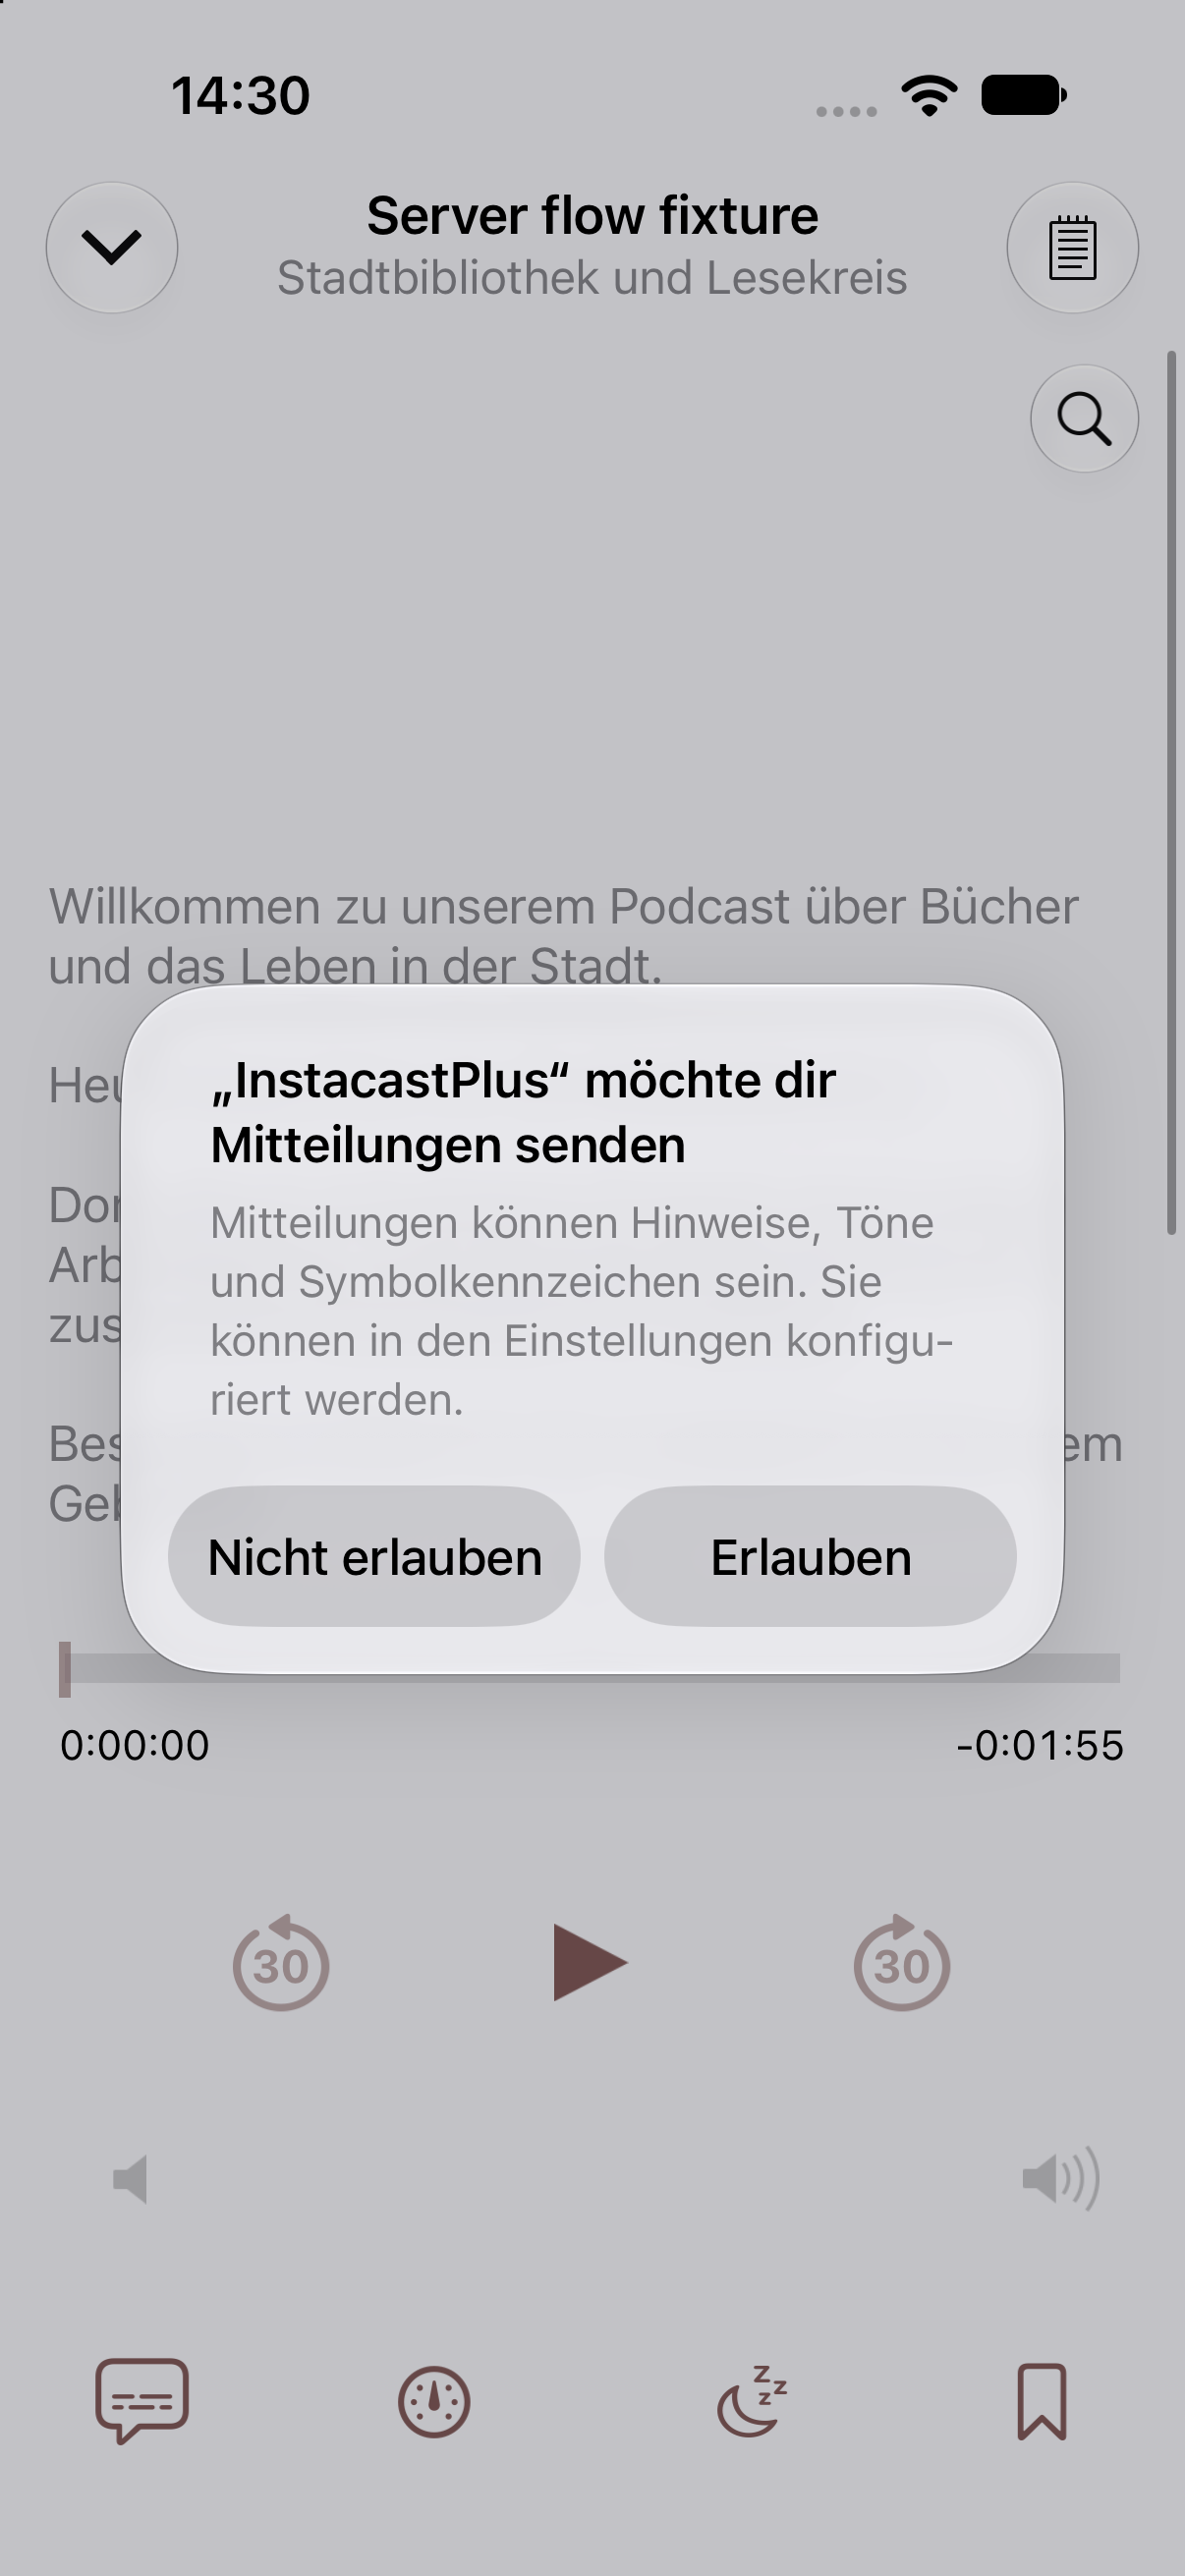 14:30
Server flow fixture
Stadtbibliothek und Lesekreis
Willkommen zu unserem Podcast über Bücher
und das Leben in der Stadt.
„InstacastPlus“ möchte dir
Mitteilungen senden
Mitteilungen können Hinweise, Töne
und Symbolkennzeichen sein. Sie
können in den Einstellungen konfigu-
riert werden.
Nicht erlauben
Erlauben
0:00:00
-0:01:55
30
30
z
z
z